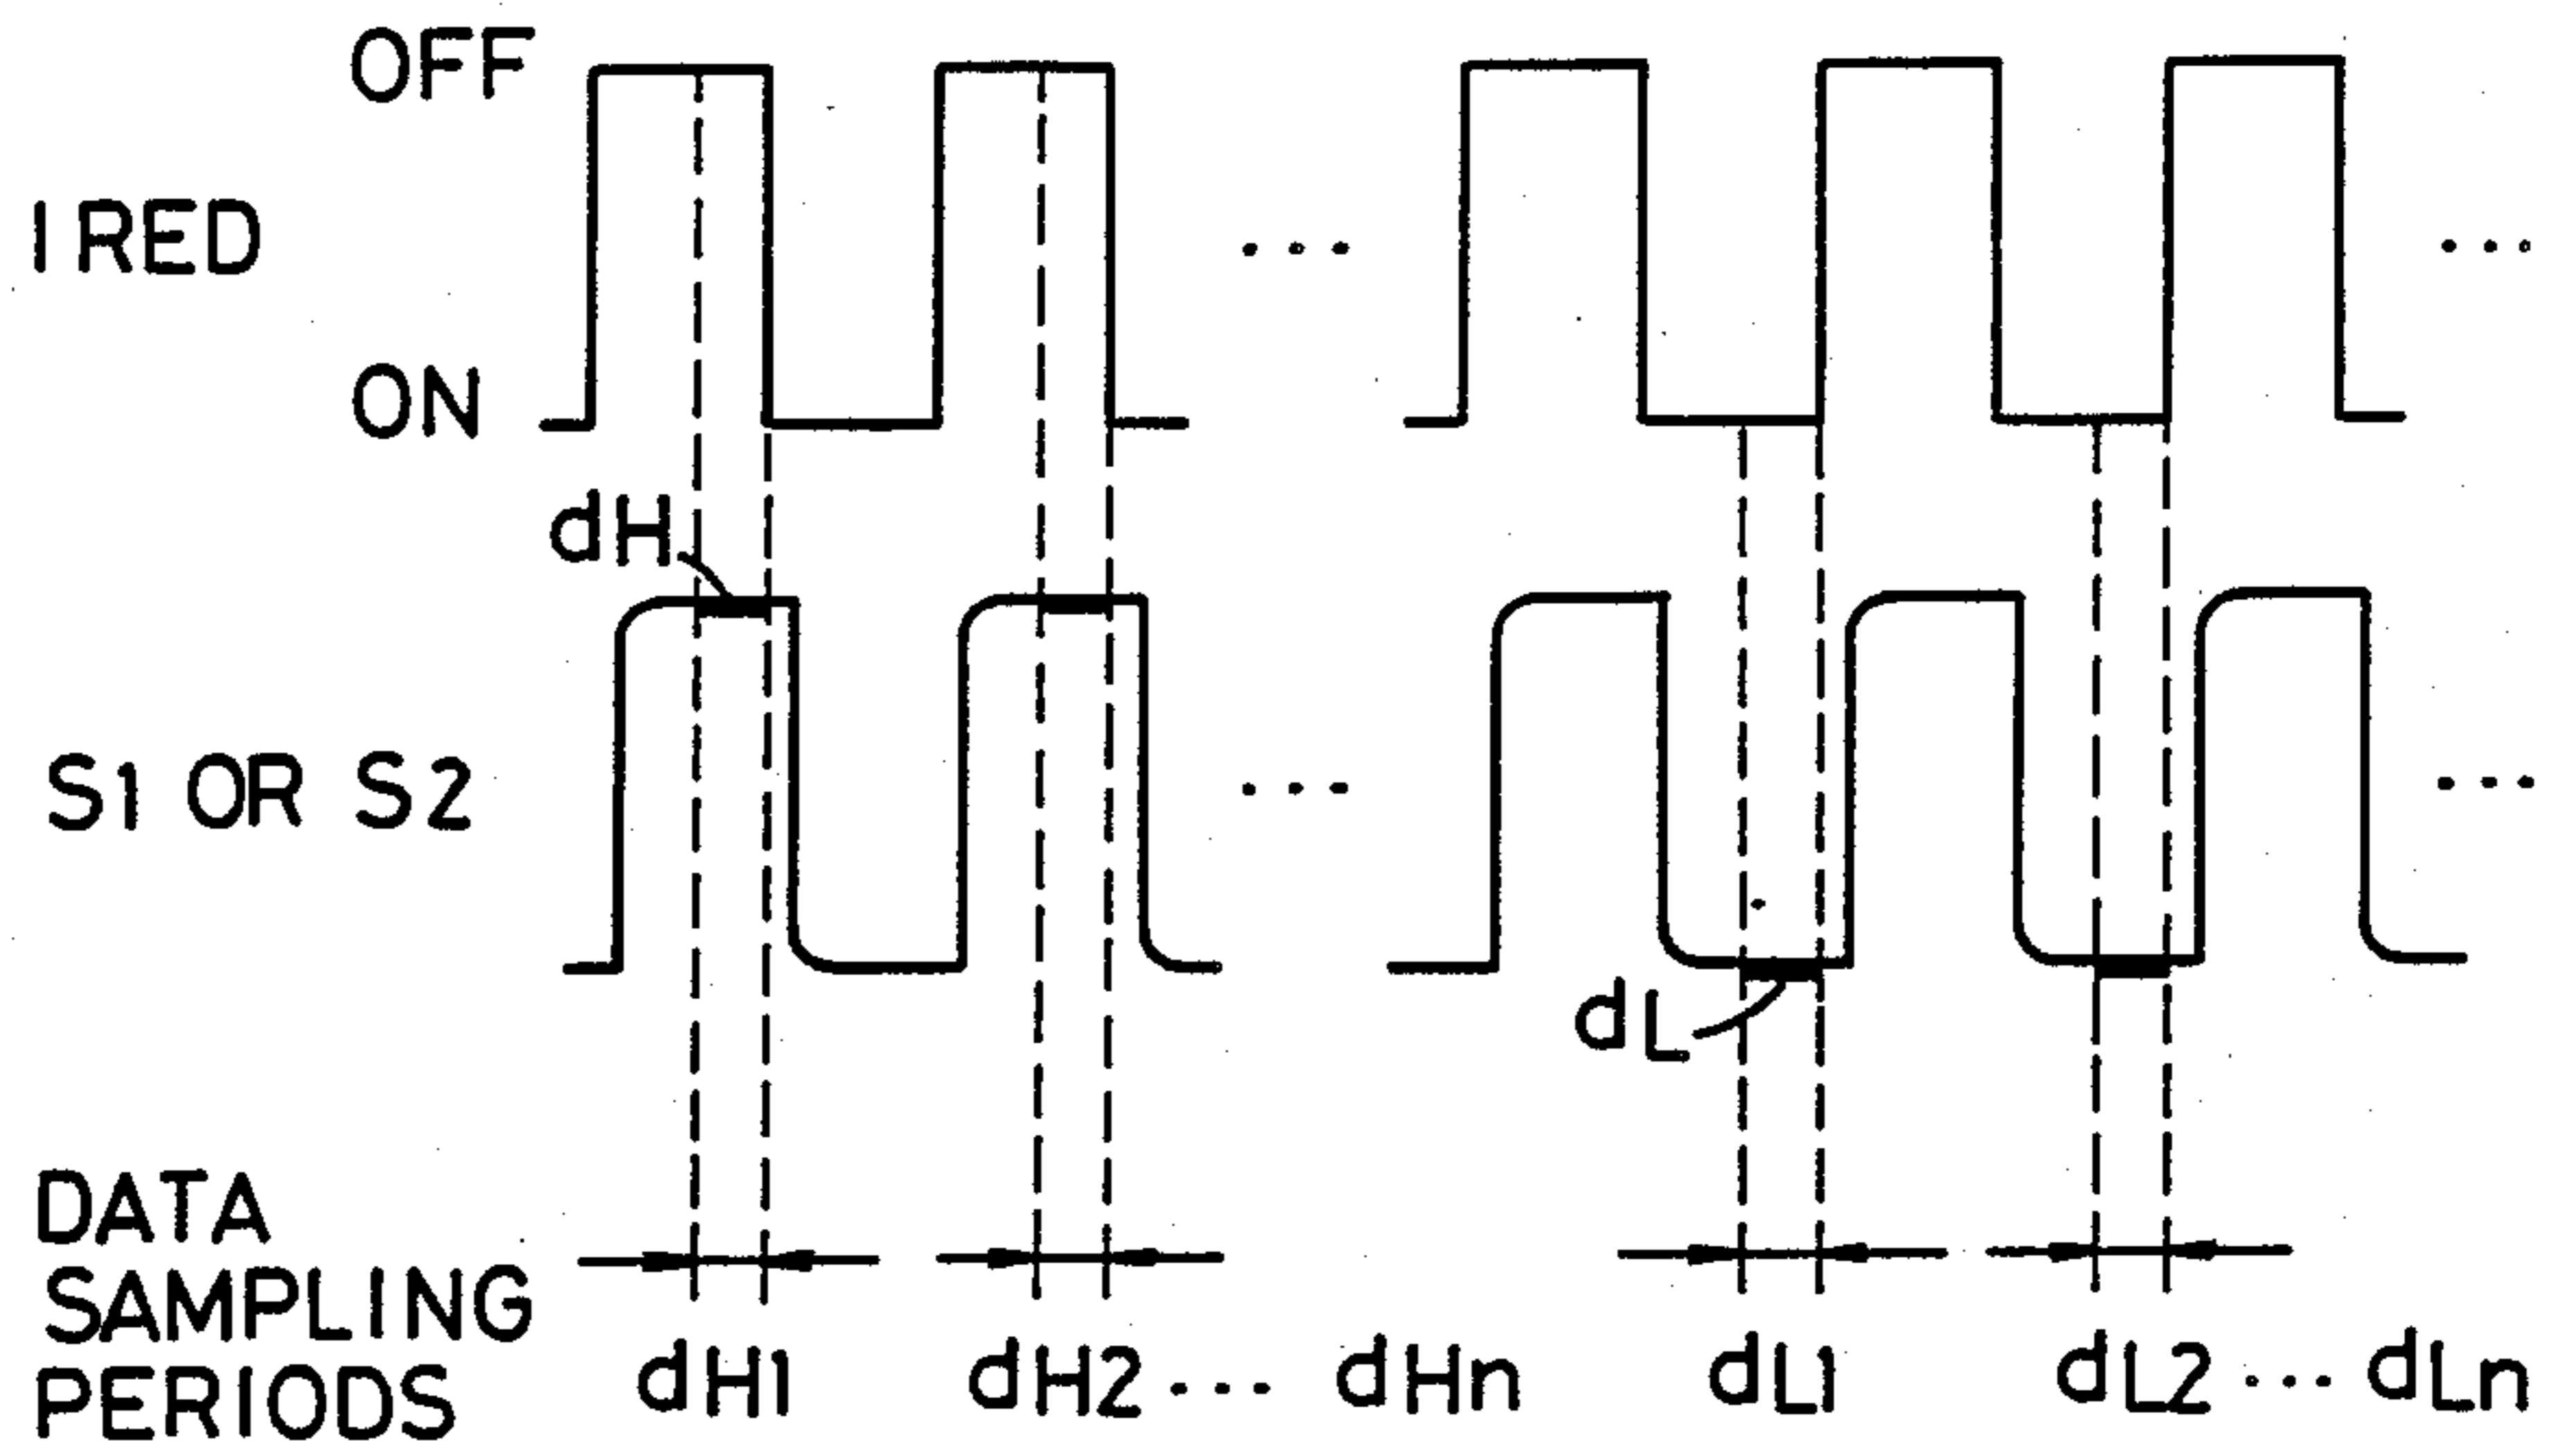 OFF
IRED
ON
dH
S1 OR S2
dL
DATA
SAMPLING
PERIODS
dH1 dH2 ... dHn dL1 dL2 ... dLn